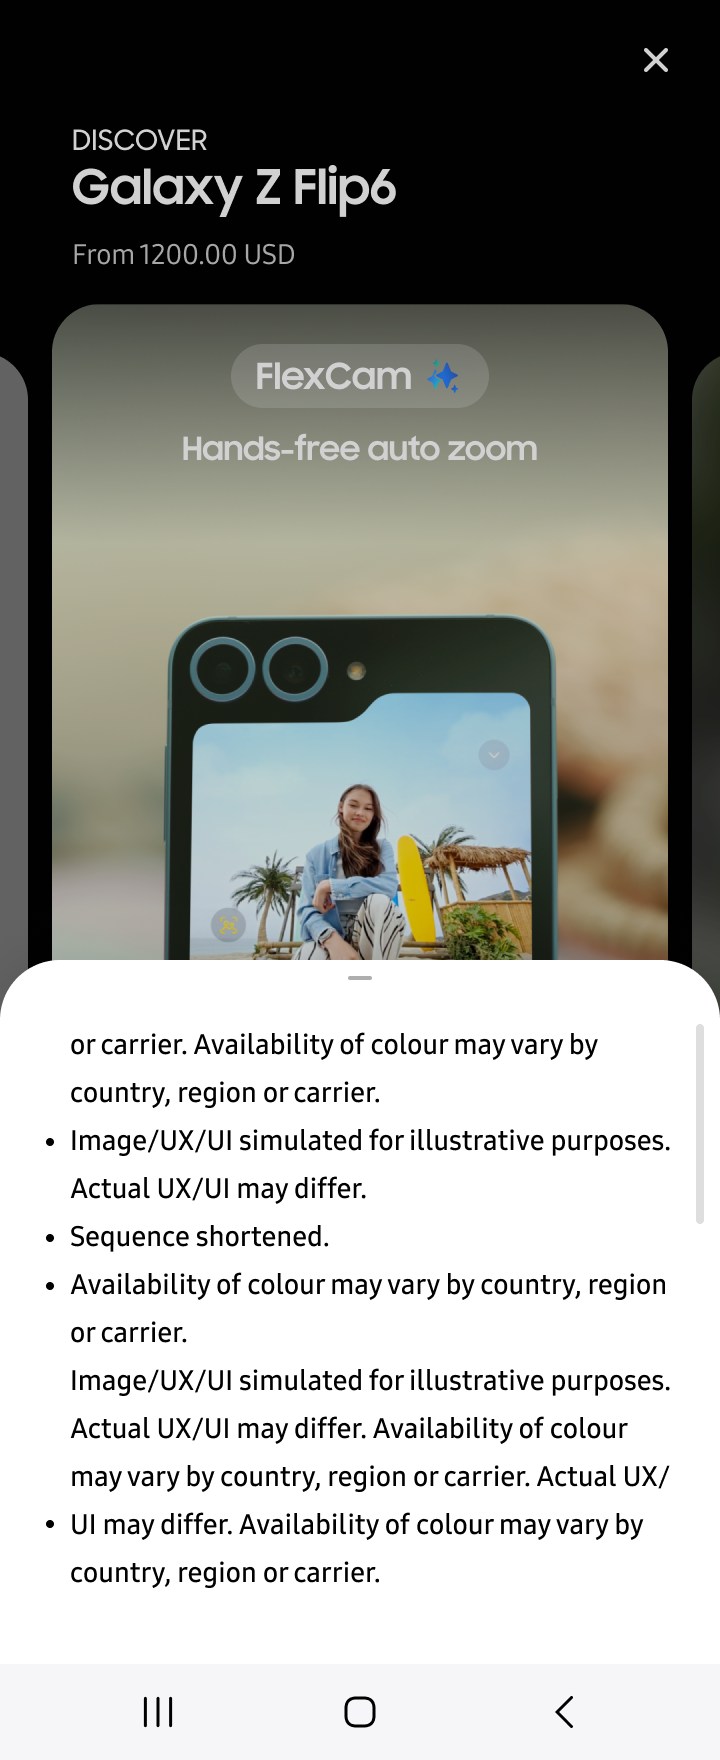 DISCOVER
Galaxy Z Flip6
From 1200.00 USD
FlexCam
Hands-free auto zoom
or carrier. Availability of colour may vary by
country, region or carrier.
• Image/UX/UI simulated for illustrative purposes.
Actual UX/UI may differ.
• Sequence shortened.
• Availability of colour may vary by country, region
or carrier.
Image/UX/UI simulated for illustrative purposes.
Actual UX/UI may differ. Availability of colour
may vary by country, region or carrier. Actual UX/
• UI may differ. Availability of colour may vary by
country, region or carrier.